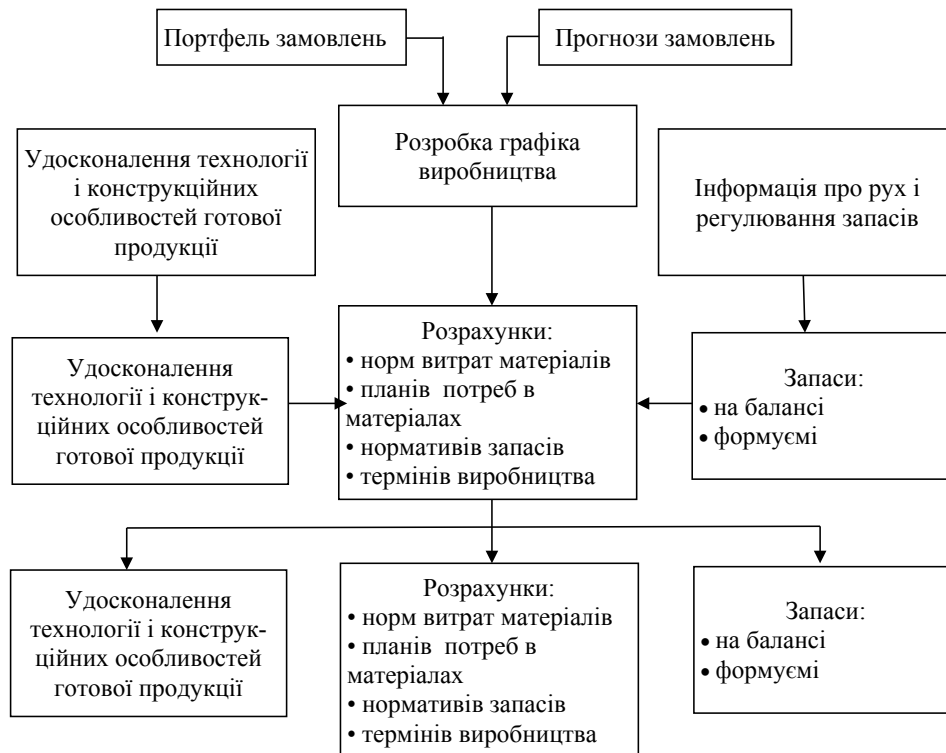 Портфель замовлень
Прогнози замовлень
Розробка графіка
виробництва
Удосконалення технології
і конструкційних
особливостей готової
продукції
Інформація про рух і
регулювання запасів
Удосконалення
технології і конструк-
ційних особливостей
готової продукції
Розрахунки:
• норм витрат матеріалів
• планів потреб в
матеріалах
• нормативів запасів
• термінів виробництва
Запаси:
• на балансі
• формуємі
Удосконалення
технології і конструк-
ційних особливостей
готової продукції
Розрахунки:
• норм витрат матеріалів
• планів потреб в
матеріалах
• нормативів запасів
• термінів виробництва
Запаси:
• на балансі
• формуємі